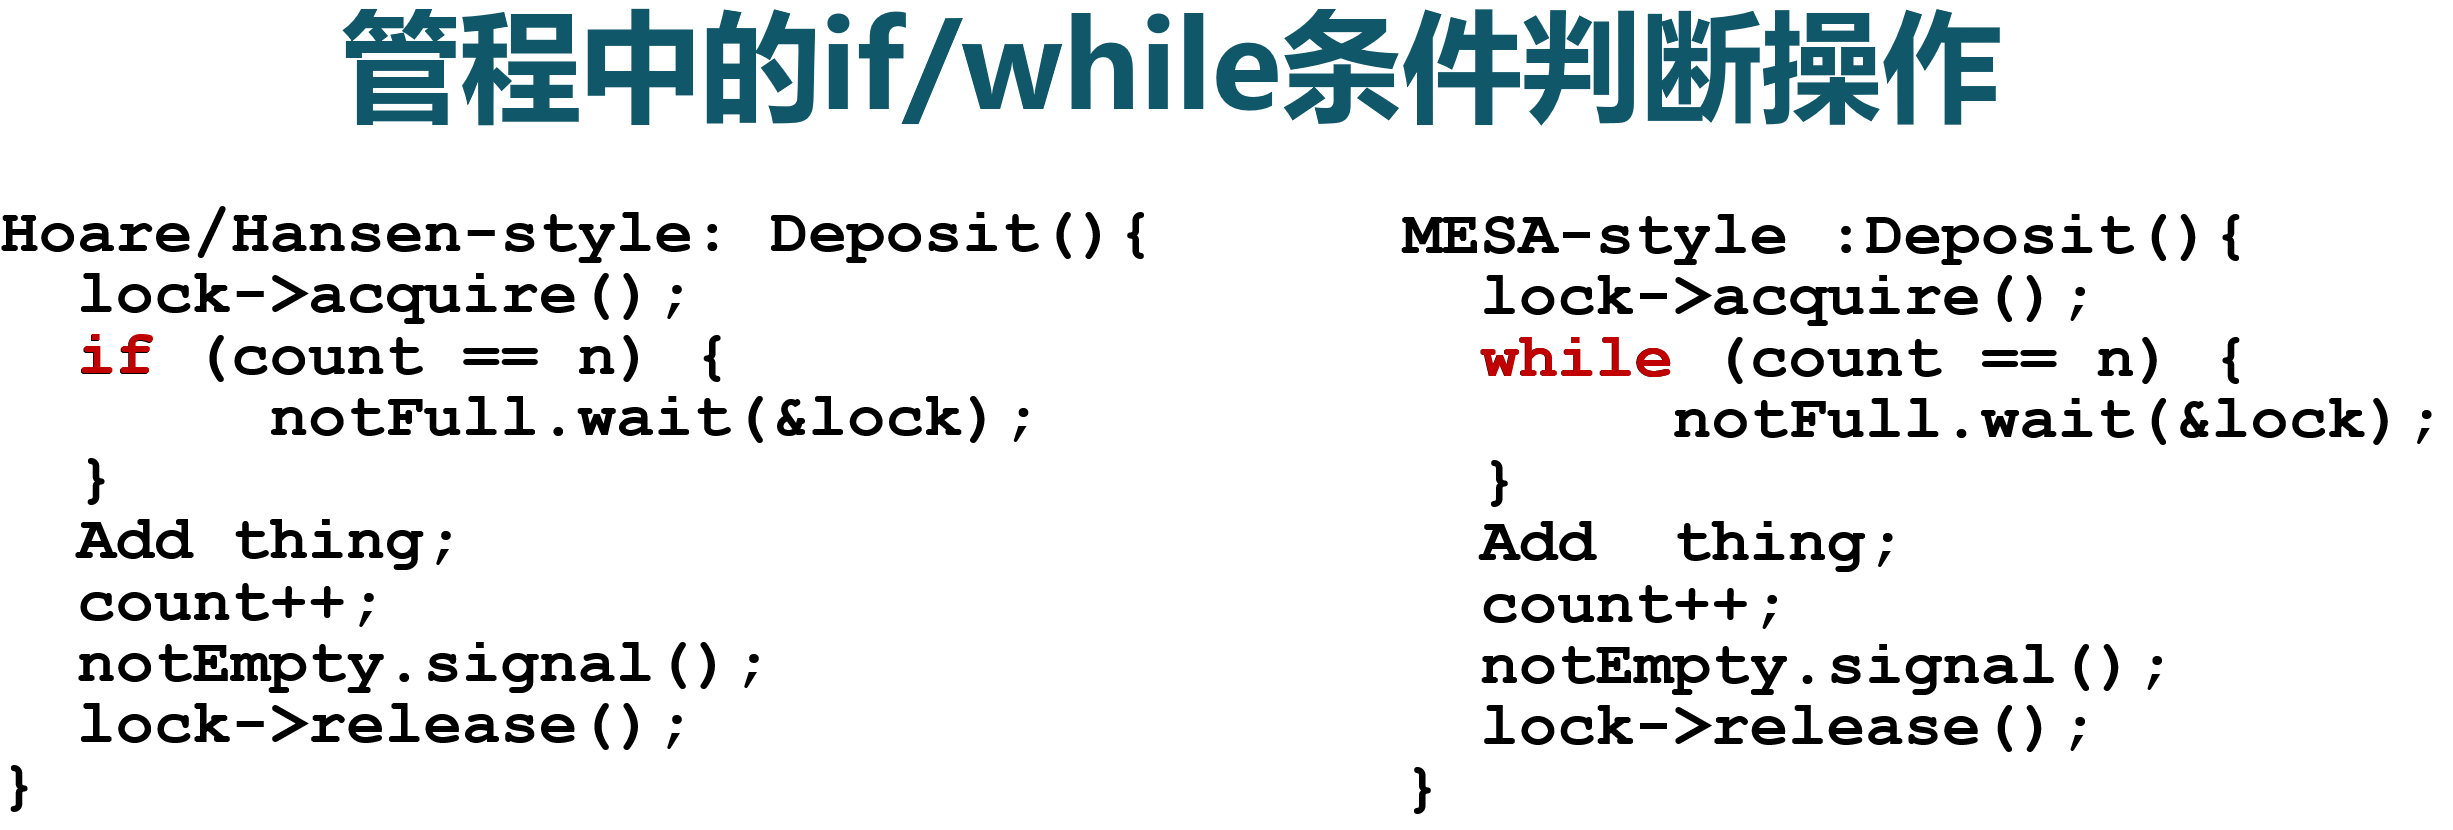 管程中的if/while条件判断操作
Hoare/Hansen-style: Deposit(){
lock->acquire();
if (count == n) {
notFull.wait(&lock);
}
Add thing;
count++;
notEmpty.signal();
lock->release();
}
MESA-style :Deposit(){
lock->acquire();
while (count == n) {
notFull.wait(&lock);
}
Add  thing;
count++;
notEmpty.signal();
lock->release();
}